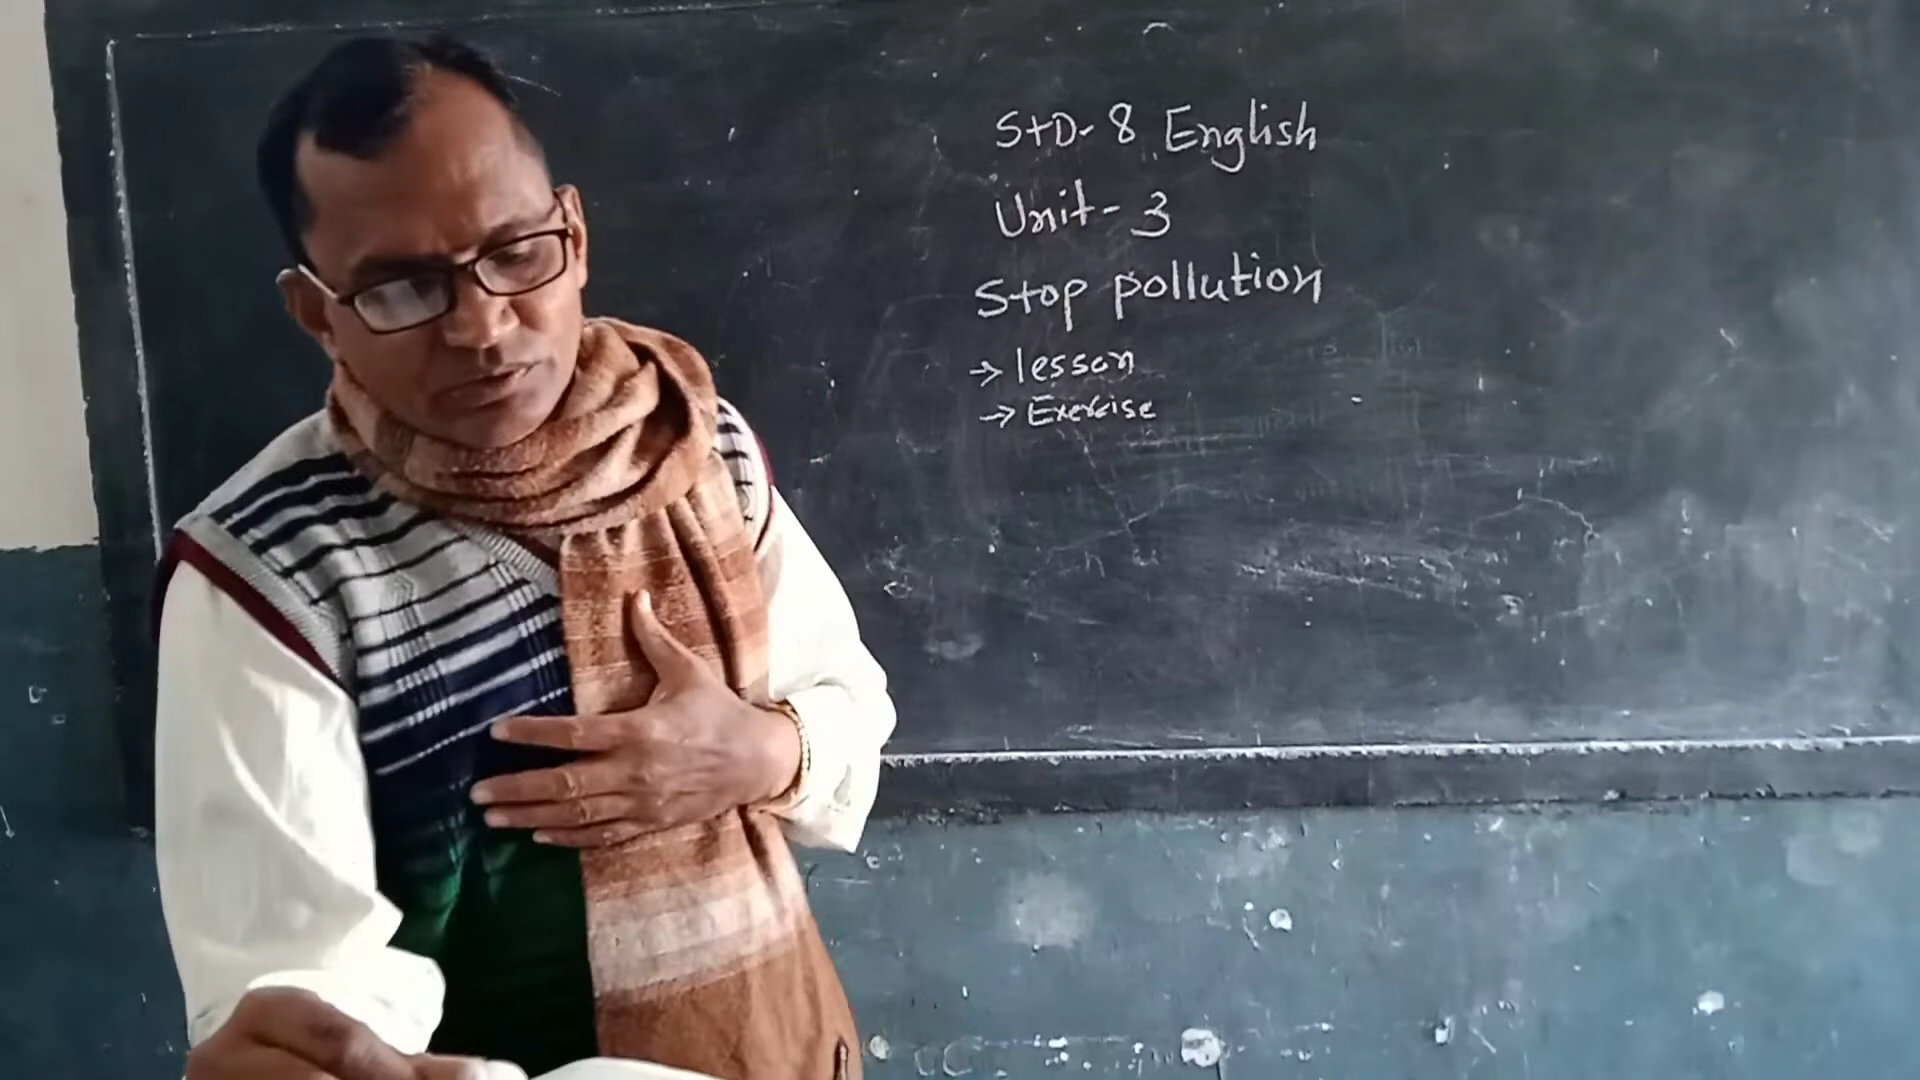 STD-8 English
Unit-3
Stop pollution
→ lesson
→ Exercise